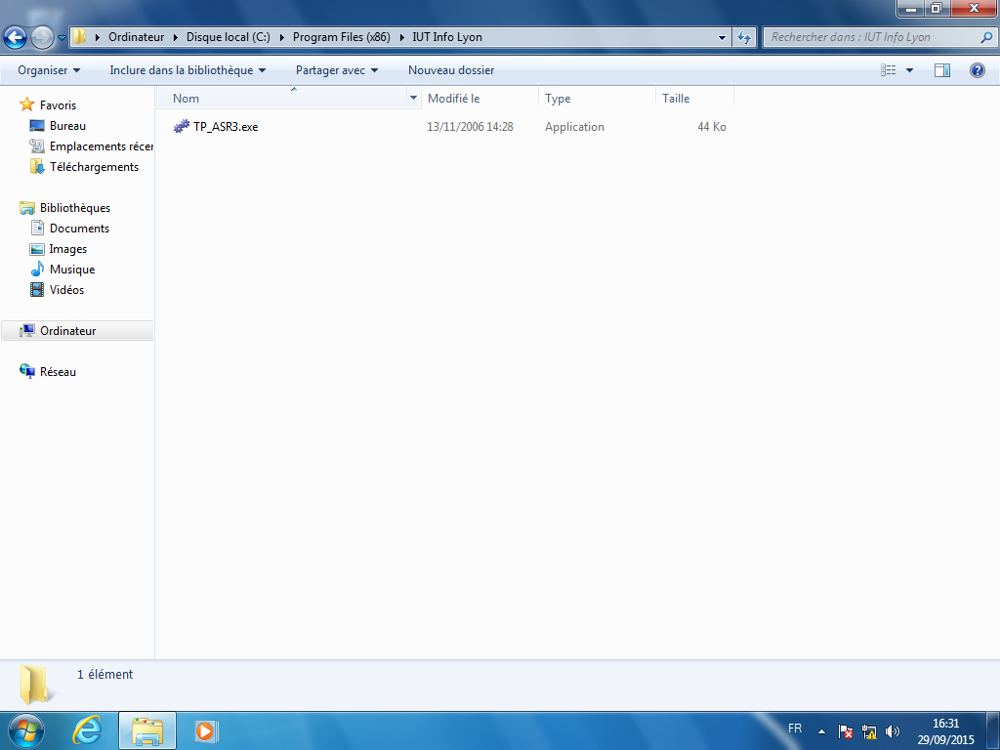 Ordinateur Disque local (C:) Program Files (x86) IUT Info Lyon Rechercher dans : IUT Info Lyon
Organiser Inclure dans la bibliothèque Partager avec Nouveau dossier
Nom Modifié le Type Taille
TP_ASR3.exe 13/11/2006 14:28 Application 44 Ko
Favoris
Bureau
Emplacements récer
Téléchargements
Bibliothèques
Documents
Images
Musique
Vidéos
Ordinateur
Réseau
1 élément
FR 16:31
29/09/2015